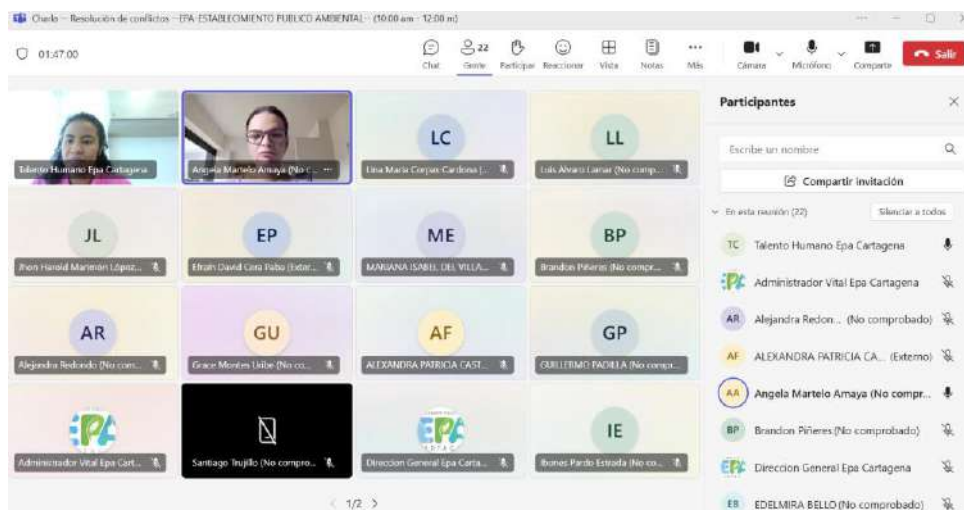 Charla – Resolución de conflictos –EPA-ESTABLECIMIENTO PUBLICO AMBIENTAL– (10:00 am - 12:00 m)
01:47:00
Chat
22
Gente
Participar
Reaccionar
Vista
Notas
Más
Cámara
Micrófono
Compartir
Salir
Talento Humano Epa Cartagena
Angela Martelo Amaya (No c...
LC
Lina Maria Corpas Cardona (...
LL
Luis Alvaro Lamar (No comp...
JL
Jhon Harold Marimon López...
EP
Efrain David Cera Paba (Exter...
ME
MARIANA ISABEL DEL VILLA...
BP
Brandon Piñeres (No compr...
AR
Alejandra Redondo (No com...
GU
Grace Montes Uribe (No co...
AF
ALEXANDRA PATRICIA CAST...
GP
GUILLERMO PADILLA (No compr...
EPA
Administrador Vital Epa Cart...
Santiago Trujillo (No compro...
EPA
Direccion General Epa Carta...
IE
Ibones Pardo Estrada (No co...
1/2
Participantes
Escribe un nombre
Compartir invitación
En esta reunión (22)
Silenciar a todos
TC Talento Humano Epa Cartagena
EPA Administrador Vital Epa Cartagena
AR Alejandra Redon... (No comprobado)
AF ALEXANDRA PATRICIA CA... (Externo)
AA Angela Martelo Amaya (No compr...
BP Brandon Piñeres (No comprobado)
EPA Direccion General Epa Cartagena
EB EDELMIRA BELLO (No comprobado)